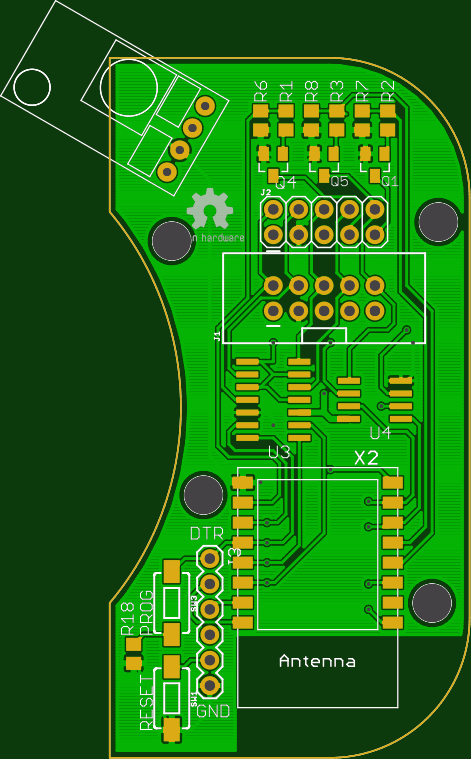 R6 R1 R8 R3 R7 R2
Q4 Q5 Q1
J2
n hardware
J1
U4
U3
X2
DTR
J3
SW3
PROG
R18
Antenna
RESET
SW1
GND